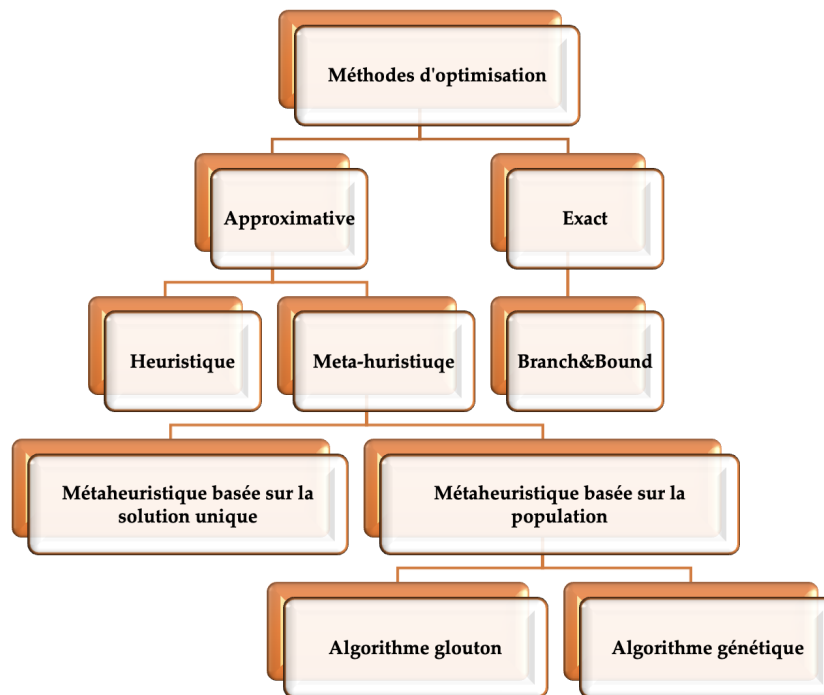 Méthodes d'optimisation
Approximative
Exact
Heuristique
Meta-huristiuqe
Branch&Bound
Métaheuristique basée sur la
solution unique
Métaheuristique basée sur la
population
Algorithme glouton
Algorithme génétique